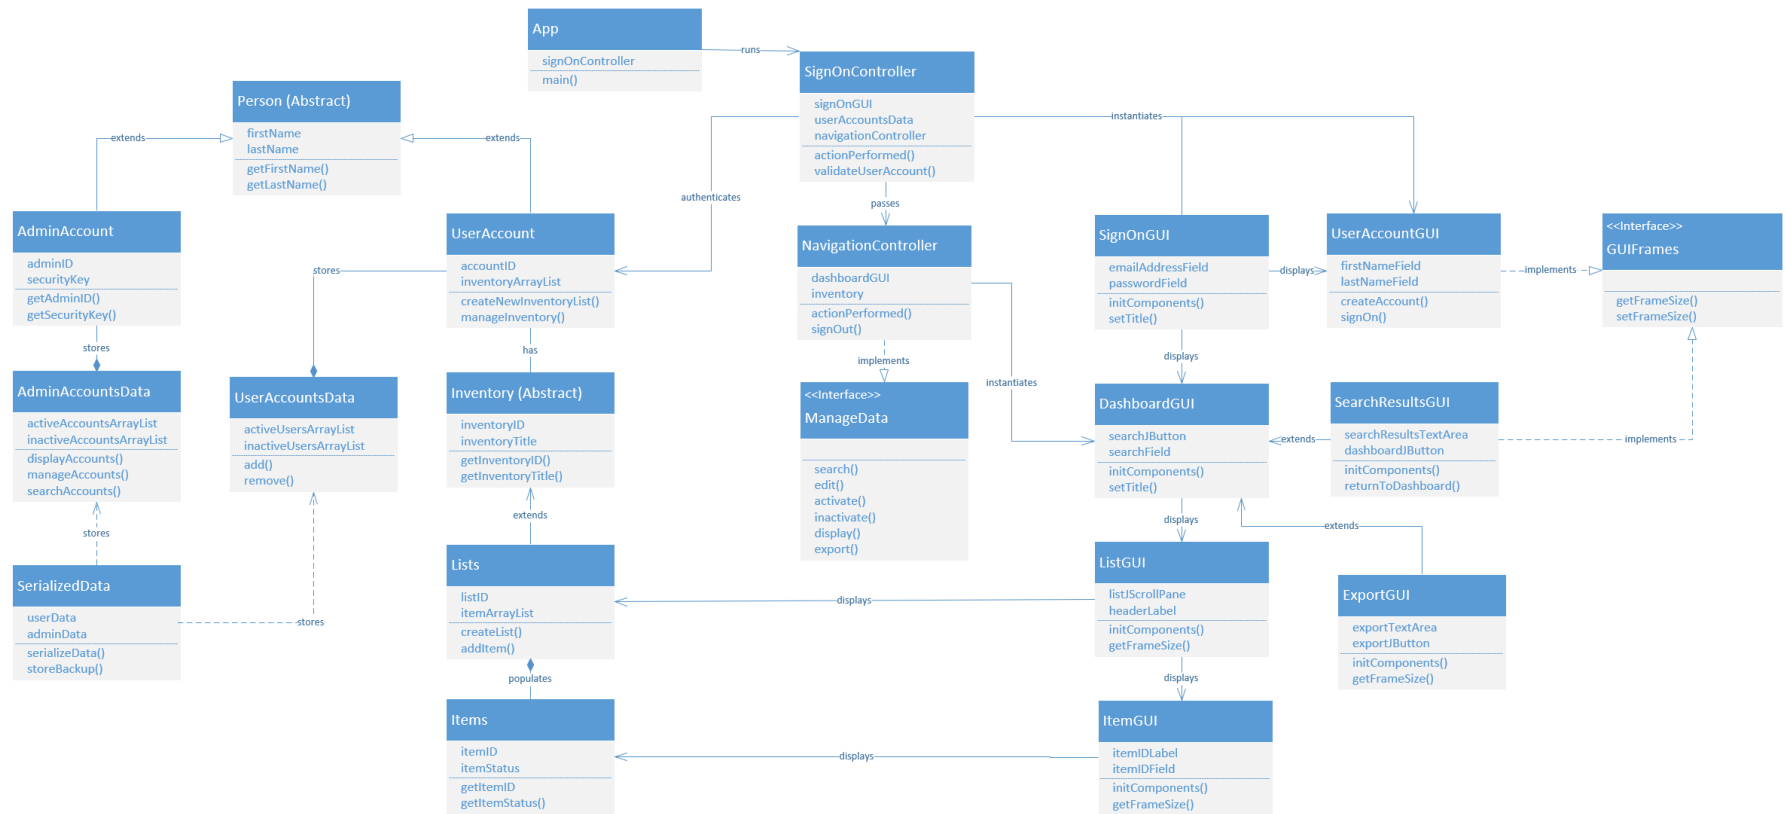 App
signOnController
main()
runs
SignOnController
signOnGUI
userAccountsData
navigationController
actionPerformed()
validateUserAccount()
Person (Abstract)
firstName
lastName
getFirstName()
getLastName()
extends
extends
instantiates
authenticates
passes
AdminAccount
adminID
securityKey
getAdminID()
getSecurityKey()
stores
UserAccount
accountID
inventoryArrayList
createNewInventoryList()
manageInventory()
stores
has
NavigationController
dashboardGUI
inventory
actionPerformed()
signOut()
implements
instantiates
SignOnGUI
emailAddressField
passwordField
initComponents()
setTitle()
displays
displays
UserAccountGUI
firstNameField
lastNameField
createAccount()
signOn()
implements
<<Interface>>
GUIFrames
getFrameSize()
setFrameSize()
AdminAccountsData
activeAccountsArrayList
inactiveAccountsArrayList
displayAccounts()
manageAccounts()
searchAccounts()
stores
UserAccountsData
activeUsersArrayList
inactiveUsersArrayList
add()
remove()
Inventory (Abstract)
inventoryID
inventoryTitle
getInventoryID()
getInventoryTitle()
extends
<<Interface>>
ManageData
search()
edit()
activate()
inactivate()
display()
export()
DashboardGUI
searchJButton
searchField
initComponents()
setTitle()
displays
extends
SearchResultsGUI
searchResultsTextArea
dashboardJButton
initComponents()
returnToDashboard()
implements
extends
SerializedData
userData
adminData
serializeData()
storeBackup()
stores
Lists
listID
itemArrayList
createList()
addItem()
populates
displays
ListGUI
listJScrollPane
headerLabel
initComponents()
getFrameSize()
displays
ExportGUI
exportTextArea
exportJButton
initComponents()
getFrameSize()
Items
itemID
itemStatus
getItemID
getItemStatus()
displays
ItemGUI
itemIDLabel
itemIDField
initComponents()
getFrameSize()